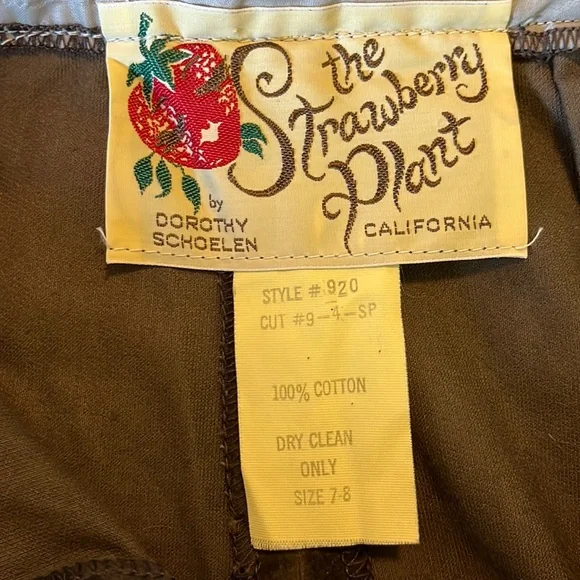 the
Strawberry
Plant
by
DOROTHY
SCHOELEN
CALIFORNIA
STYLE # 920
CUT #9-4-SP
100% COTTON
DRY CLEAN
ONLY
SIZE 7-8